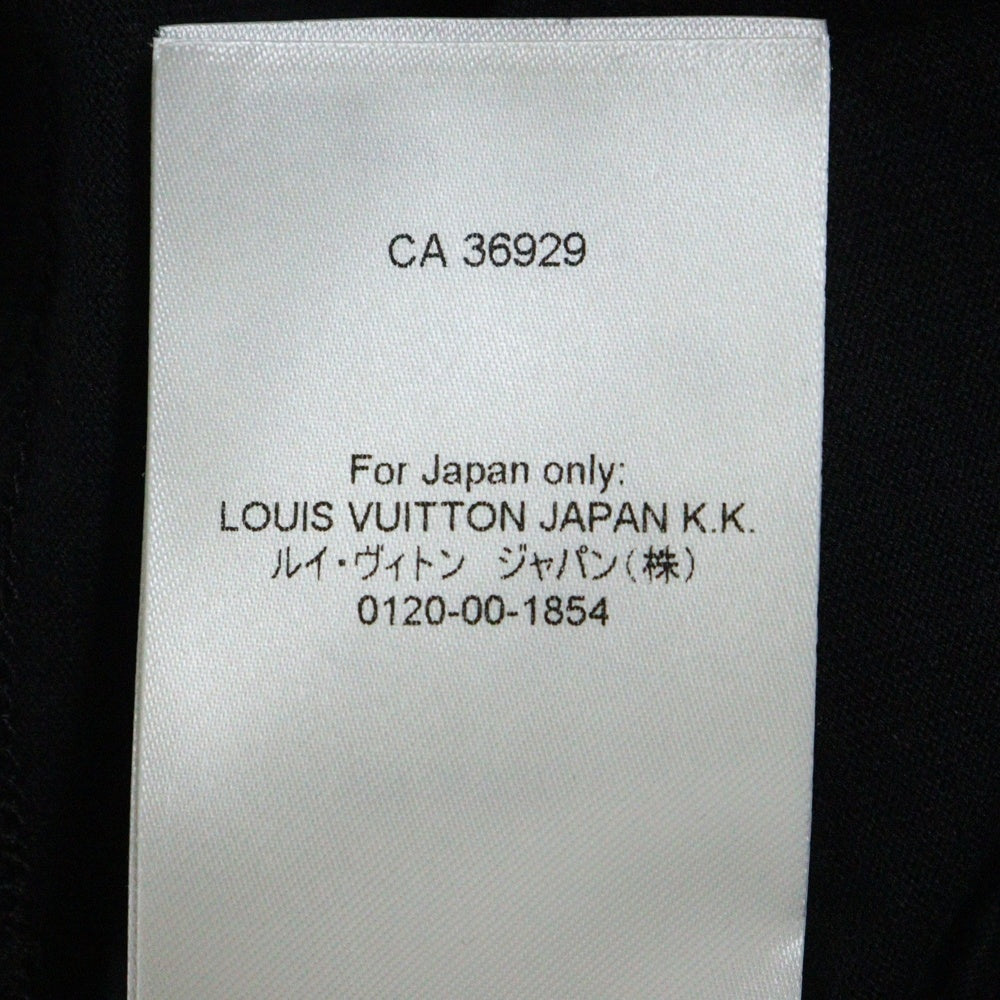 CA 36929
For Japan only:
LOUIS VUITTON JAPAN K.K.
ルイ・ヴィトン　ジャパン(株)
0120-00-1854